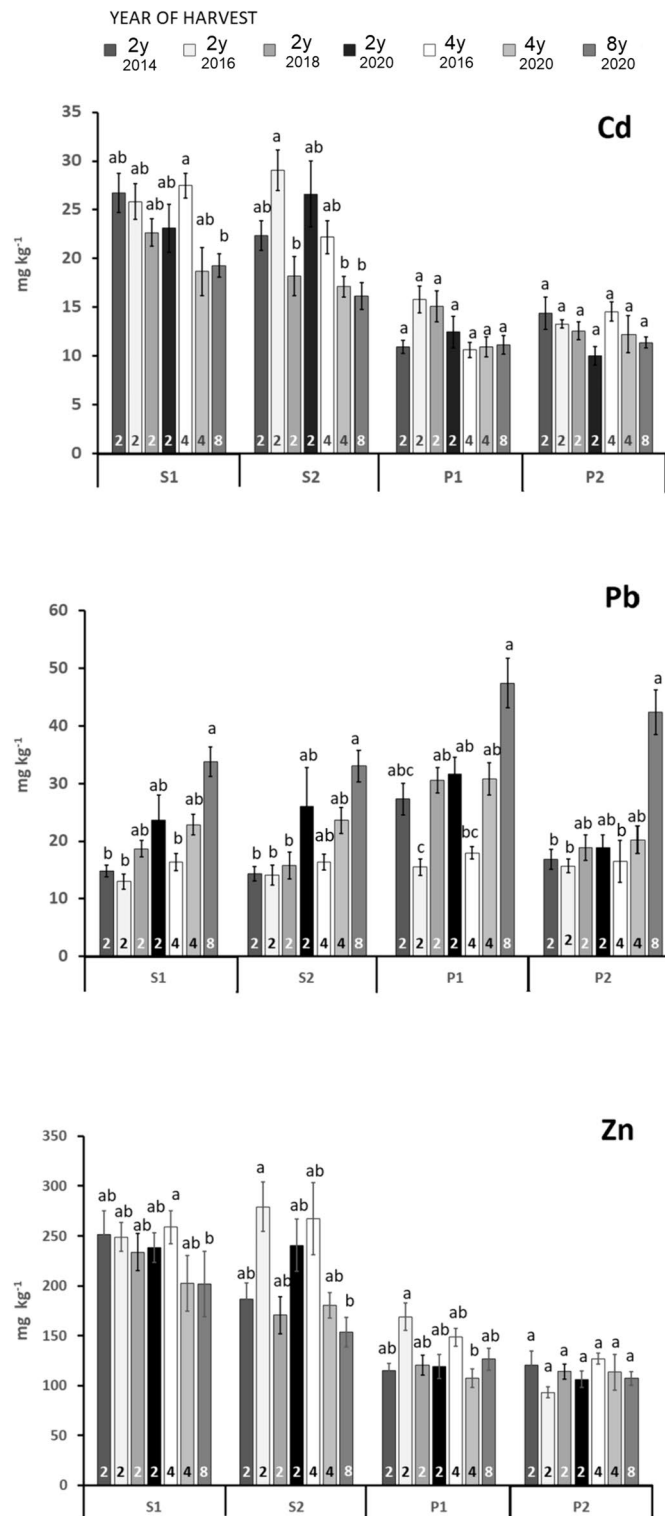 YEAR OF HARVEST
2y 2y 2y 2y 4y 4y 8y
2014 2016 2018 2020 2016 2020 2020
Cd
mg kg⁻¹
35
30
25
20
15
10
5
0
ab ab ab ab a ab b
ab a b ab ab b b
a a a a a a a
a a a a a a a
2 2 2 2 4 4 8
2 2 2 2 4 4 8
2 2 2 2 4 4 8
2 2 2 2 4 4 8
S1 S2 P1 P2
Pb
mg kg⁻¹
60
50
40
30
20
10
0
b b ab ab b ab a
b b b ab ab ab a
abc c ab ab bc ab a
b b ab ab b ab a
2 2 2 2 4 4 8
2 2 2 2 4 4 8
2 2 2 2 4 4 8
2 2 2 2 4 4 8
S1 S2 P1 P2
Zn
mg kg⁻¹
350
300
250
200
150
100
50
0
ab ab ab ab a ab b
ab a ab ab ab ab b
ab a ab ab ab b ab
a a a a a a a
2 2 2 2 4 4 8
2 2 2 2 4 4 8
2 2 2 2 4 4 8
2 2 2 2 4 4 8
S1 S2 P1 P2